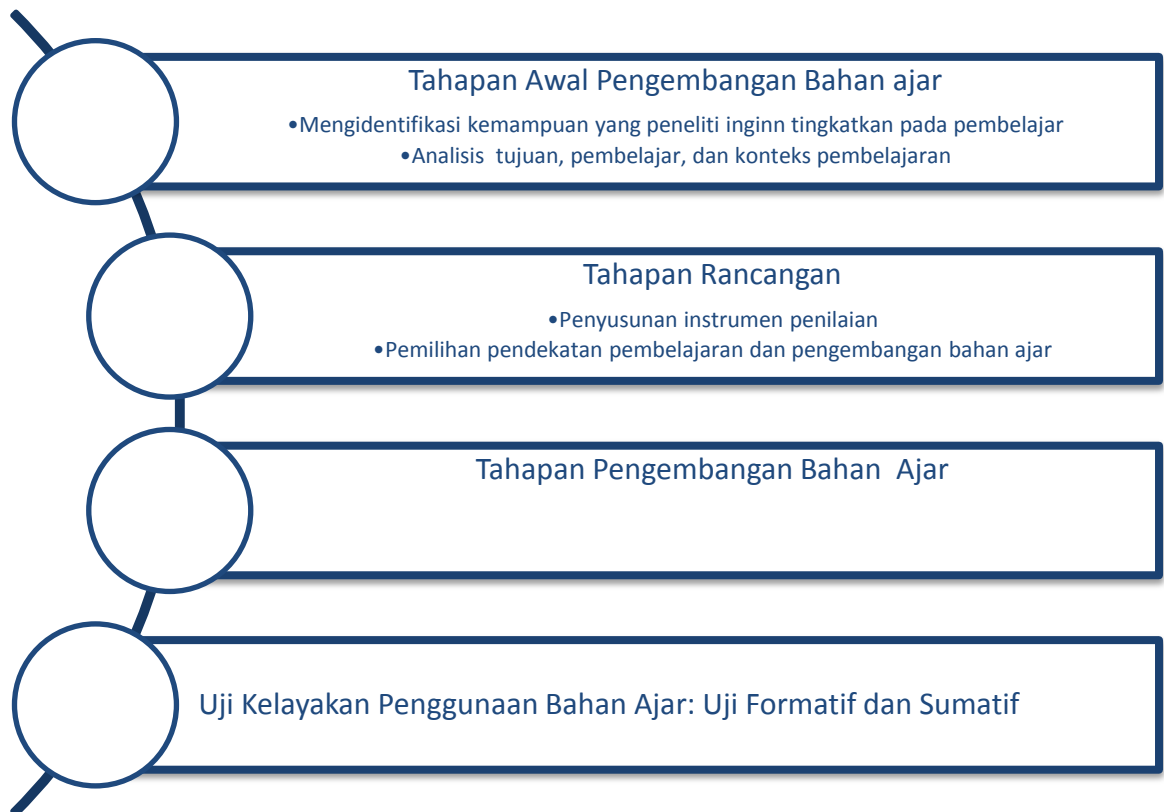 Tahapan Awal Pengembangan Bahan ajar
•Mengidentifikasi kemampuan yang peneliti inginn tingkatkan pada pembelajar
•Analisis tujuan, pembelajar, dan konteks pembelajaran
Tahapan Rancangan
•Penyusunan instrumen penilaian
•Pemilihan pendekatan pembelajaran dan pengembangan bahan ajar
Tahapan Pengembangan Bahan Ajar
Uji Kelayakan Penggunaan Bahan Ajar: Uji Formatif dan Sumatif